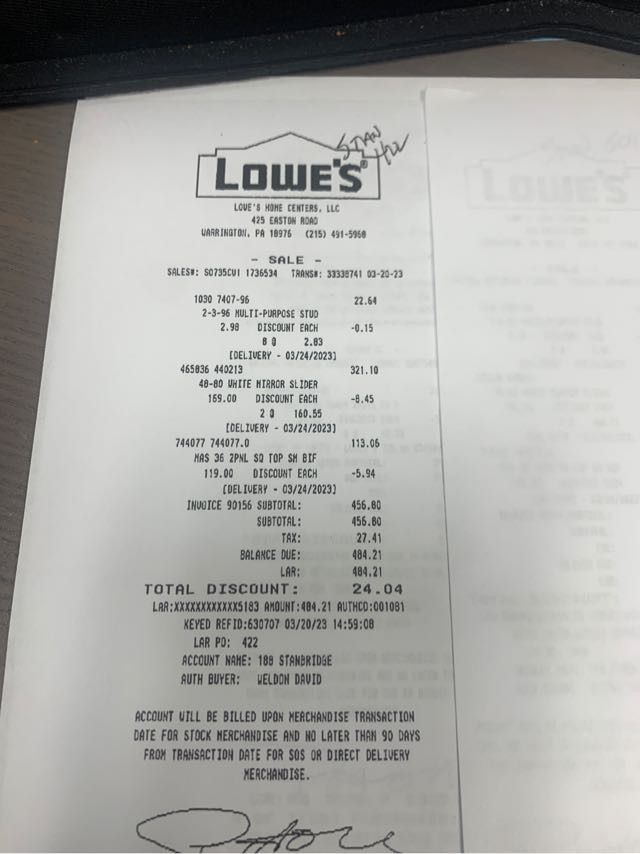 STAN
422
LOWE'S®
LOWE'S HOME CENTERS, LLC
425 EASTON ROAD
WARRINGTON, PA 18976 (215) 491-5960
- SALE -
SALES#: S0735CW1 1736534 TRANS#: 33338741 03-20-23
1030 7407-96 22.64
2-3-96 MULTI-PURPOSE STUD
2.98 DISCOUNT EACH -0.15
8 @ 2.83
[DELIVERY - 03/24/2023]
465836 440213 321.10
48-80 WHITE MIRROR SLIDER
169.00 DISCOUNT EACH -8.45
2 @ 160.55
[DELIVERY - 03/24/2023]
744077 744077.0 113.06
MAS 36 2PNL SQ TOP SM BIF
119.00 DISCOUNT EACH -5.94
[DELIVERY - 03/24/2023]
INVOICE 90156 SUBTOTAL: 456.80
SUBTOTAL: 456.80
TAX: 27.41
BALANCE DUE: 484.21
LAR: 484.21
TOTAL DISCOUNT: 24.04
LAR:XXXXXXXXXXXX5183 AMOUNT:484.21 AUTHCD:001081
KEYED REFID:630707 03/20/23 14:59:08
LAR PO: 422
ACCOUNT NAME: 188 STANBRIDGE
AUTH BUYER: WELDON DAVID
ACCOUNT WILL BE BILLED UPON MERCHANDISE TRANSACTION
DATE FOR STOCK MERCHANDISE AND NO LATER THAN 90 DAYS
FROM TRANSACTION DATE FOR SOS OR DIRECT DELIVERY
MERCHANDISE.
LOWE'S